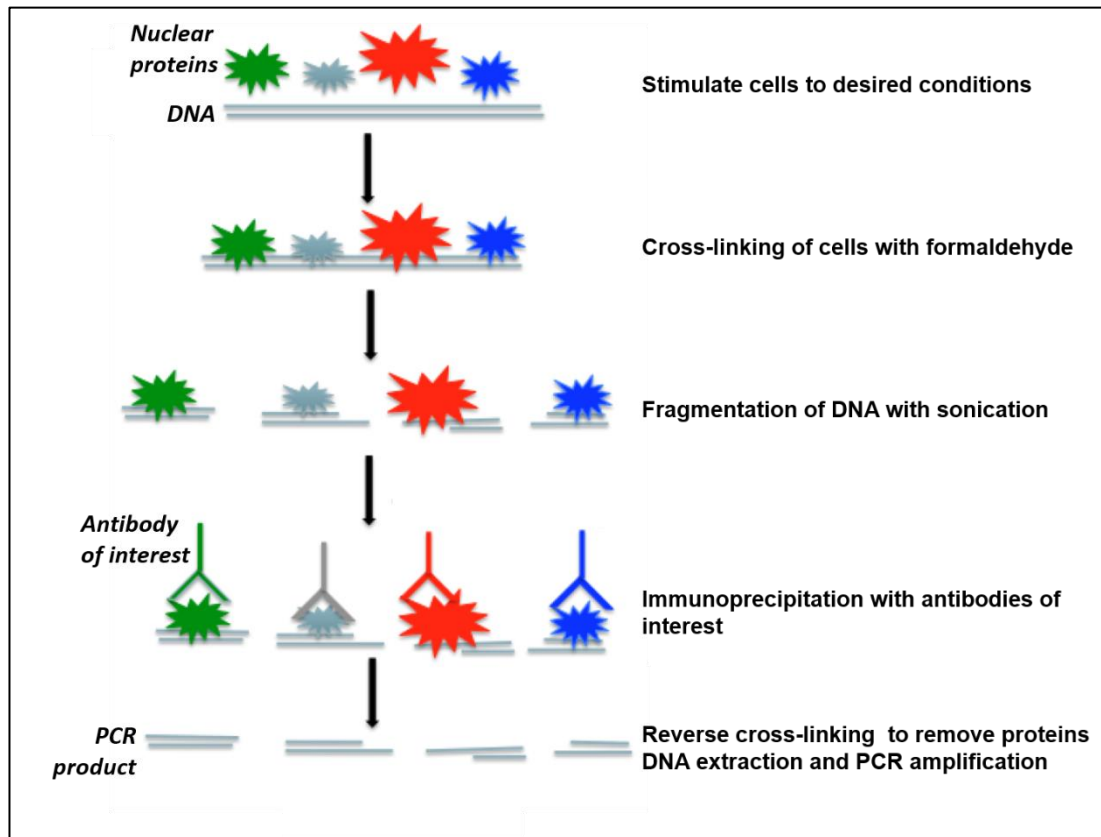 Nuclear
proteins
DNA
Stimulate cells to desired conditions
Cross-linking of cells with formaldehyde
Fragmentation of DNA with sonication
Antibody
of interest
Immunoprecipitation with antibodies of
interest
PCR
product
Reverse cross-linking to remove proteins
DNA extraction and PCR amplification